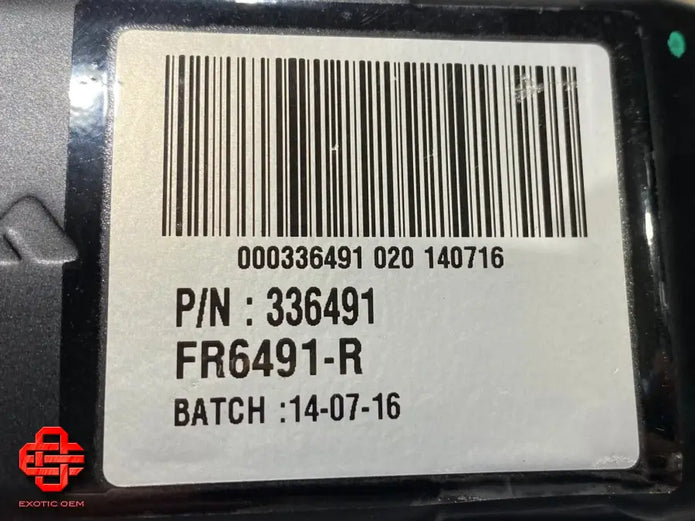 000336491 020 140716
P/N : 336491
FR6491-R
BATCH :14-07-16
EXOTIC OEM